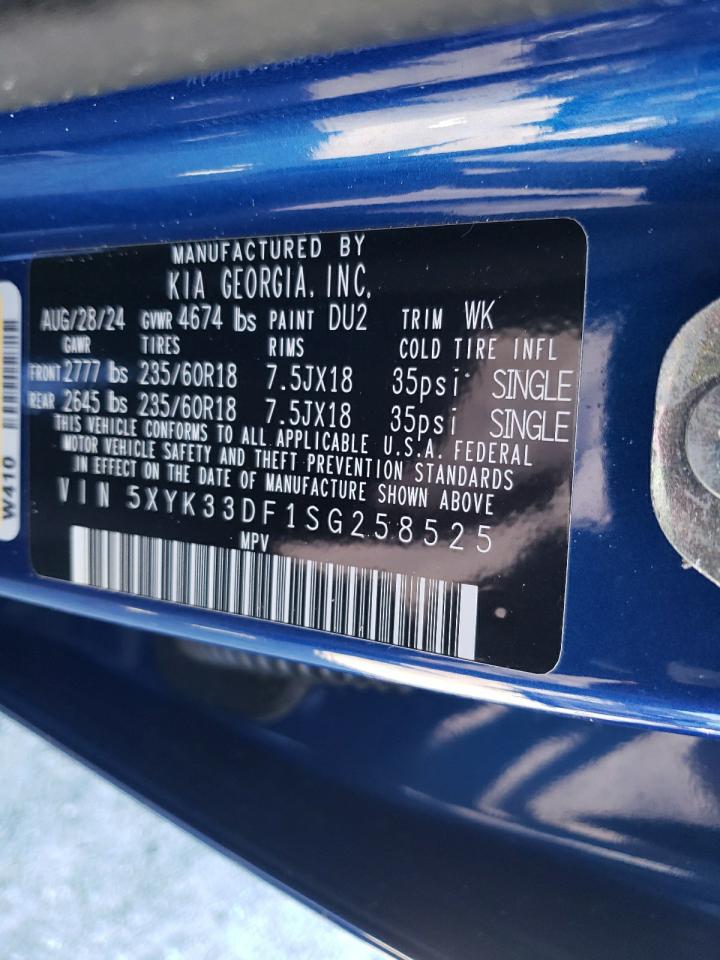 MANUFACTURED BY
KIA GEORGIA, INC.
AUG/28/24 GVWR 4674 lbs PAINT DU2 TRIM WK
GAWR TIRES RIMS COLD TIRE INFL
FRONT 2777 lbs 235/60R18 7.5JX18 35psi SINGLE
REAR 2645 lbs 235/60R18 7.5JX18 35psi SINGLE
THIS VEHICLE CONFORMS TO ALL APPLICABLE U.S.A. FEDERAL
MOTOR VEHICLE SAFETY AND THEFT PREVENTION STANDARDS
IN EFFECT ON THE DATE OF MANUFACTURE SHOWN ABOVE
VIN 5XYK33DF1SG258525
MPV
W410